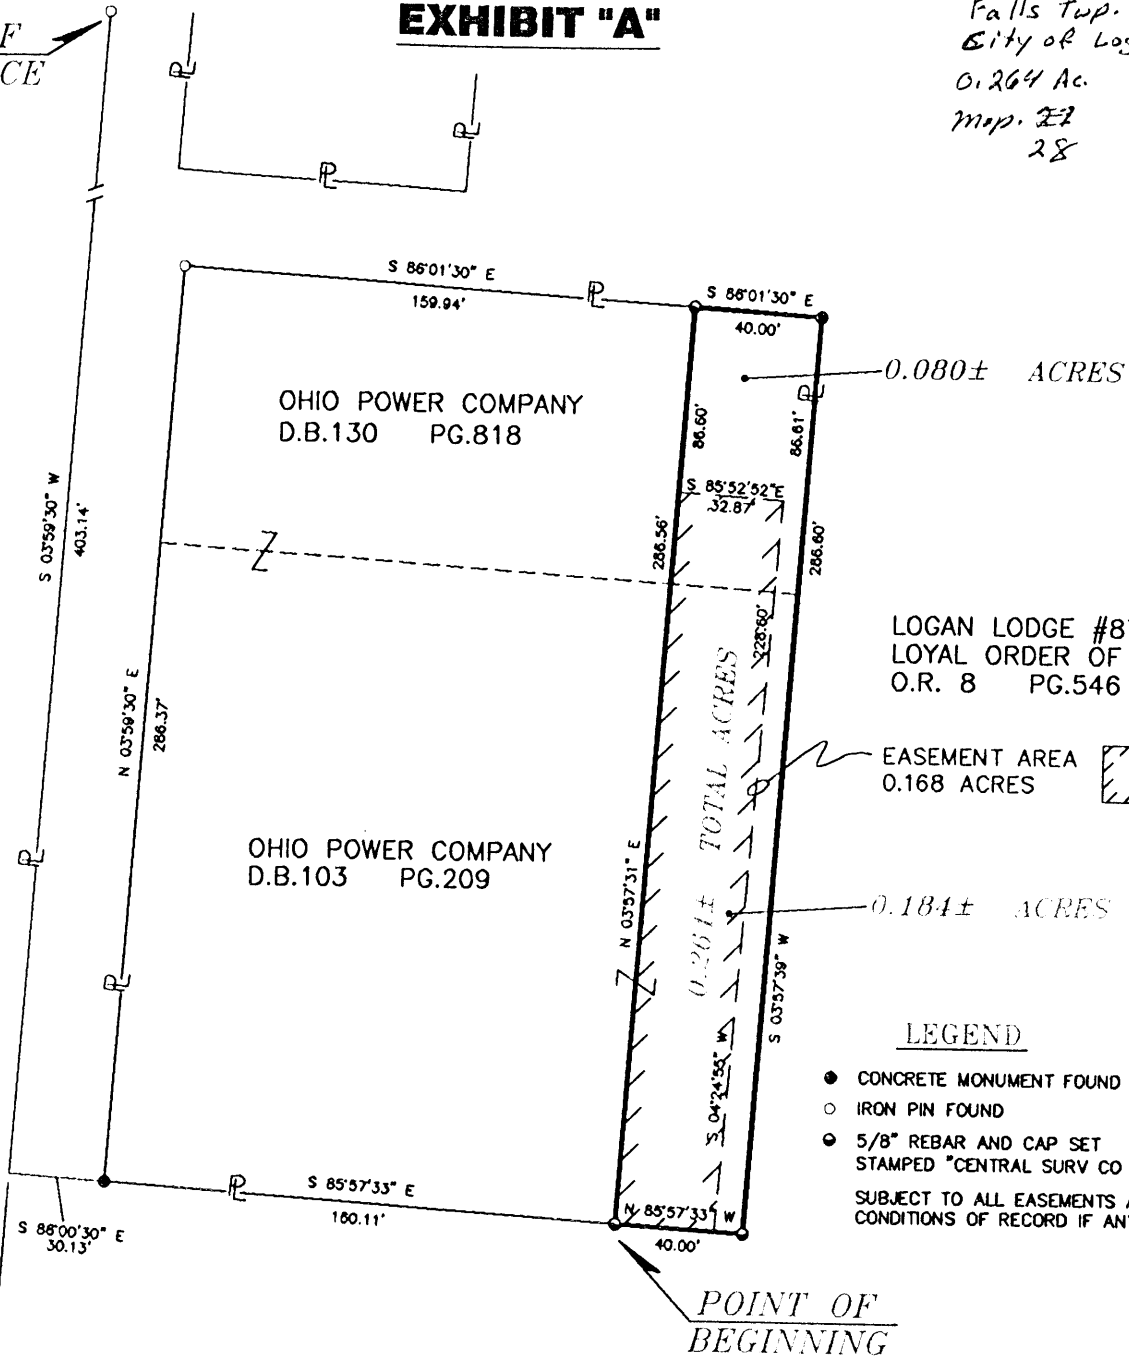 EXHIBIT "A"
Falls Twp.
City of Log
0.264 Ac.
Map.
28
F
CE
S 86°01'30" E
159.94'
S 86°01'30" E
40.00'
0.080± ACRES
OHIO POWER COMPANY
D.B.130 PG.818
86.60'
86.61'
S 85°52'52"E
32.87'
S 03°59'30" W
403.14'
286.56'
286.60'
228.60'
LOGAN LODGE #8
LOYAL ORDER OF
O.R. 8 PG.546
N 03°59'30" E
286.37'
EASEMENT AREA
0.168 ACRES
0.264± TOTAL ACRES
OHIO POWER COMPANY
D.B.103 PG.209
N 03°57'31" E
0.184± ACRES
S 03°57'39" W
S 04°24'55" W
LEGEND
CONCRETE MONUMENT FOUND
IRON PIN FOUND
5/8" REBAR AND CAP SET
STAMPED "CENTRAL SURV CO
SUBJECT TO ALL EASEMENTS A
CONDITIONS OF RECORD IF AN
S 86°00'30" E
30.13'
S 85°57'33" E
160.11'
N 85°57'33" W
40.00'
POINT OF
BEGINNING